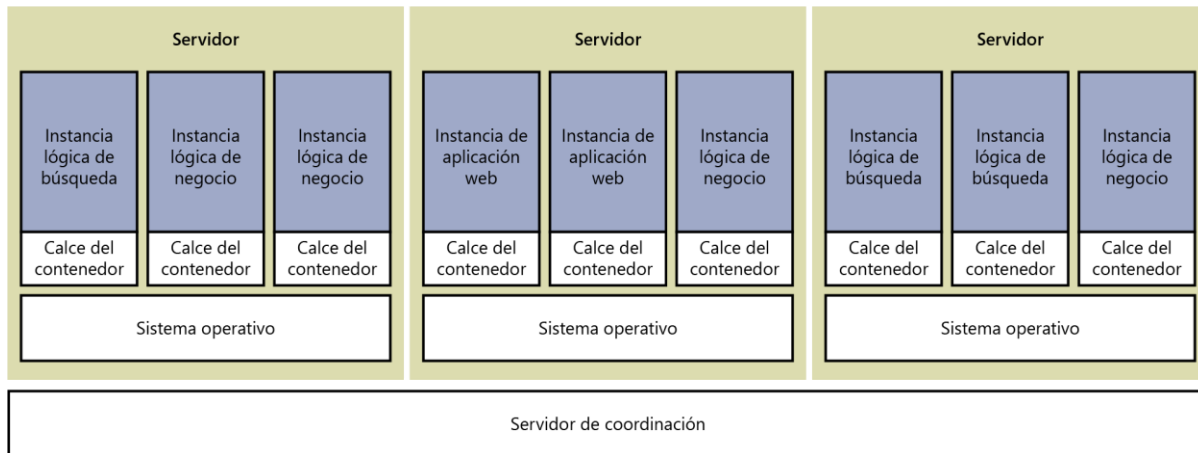 Servidor
Instancia
lógica de
búsqueda
Instancia
lógica de
negocio
Instancia
lógica de
negocio
Calce del
contenedor
Calce del
contenedor
Calce del
contenedor
Sistema operativo
Servidor
Instancia de
aplicación
web
Instancia de
aplicación
web
Instancia
lógica de
negocio
Calce del
contenedor
Calce del
contenedor
Calce del
contenedor
Sistema operativo
Servidor
Instancia
lógica de
búsqueda
Instancia
lógica de
búsqueda
Instancia
lógica de
negocio
Calce del
contenedor
Calce del
contenedor
Calce del
contenedor
Sistema operativo
Servidor de coordinación